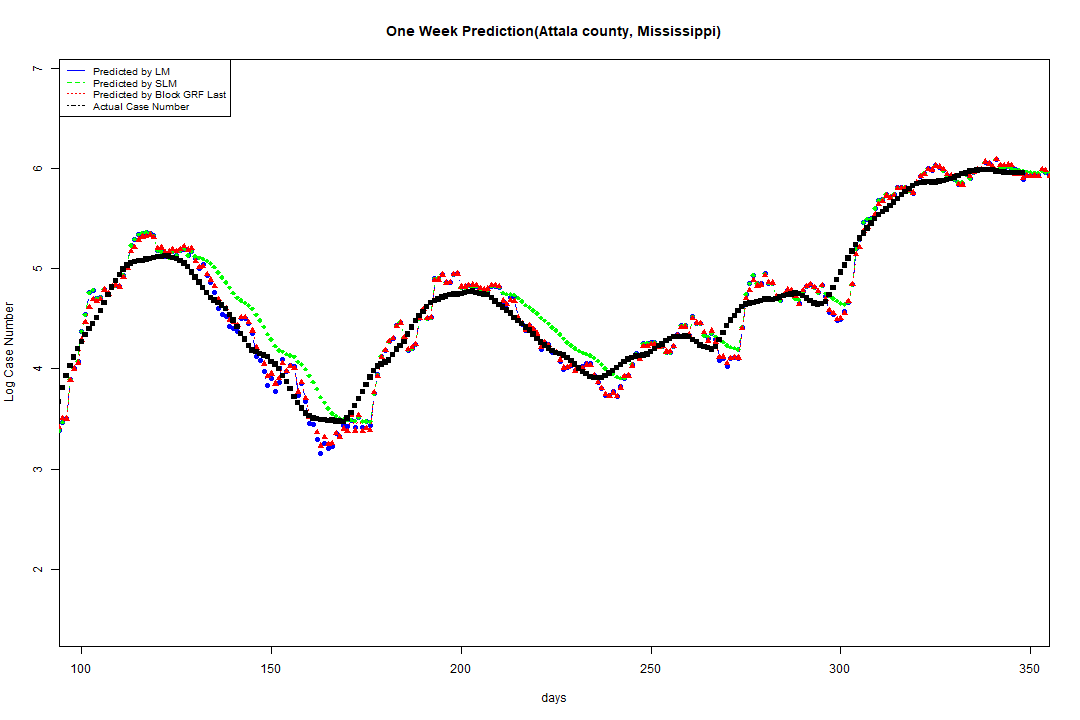 One Week Prediction(Attala county, Mississippi)
Predicted by LM
Predicted by SLM
Predicted by Block GRF Last
Actual Case Number
7
6
5
4
3
2
Log Case Number
100 150 200 250 300 350
days